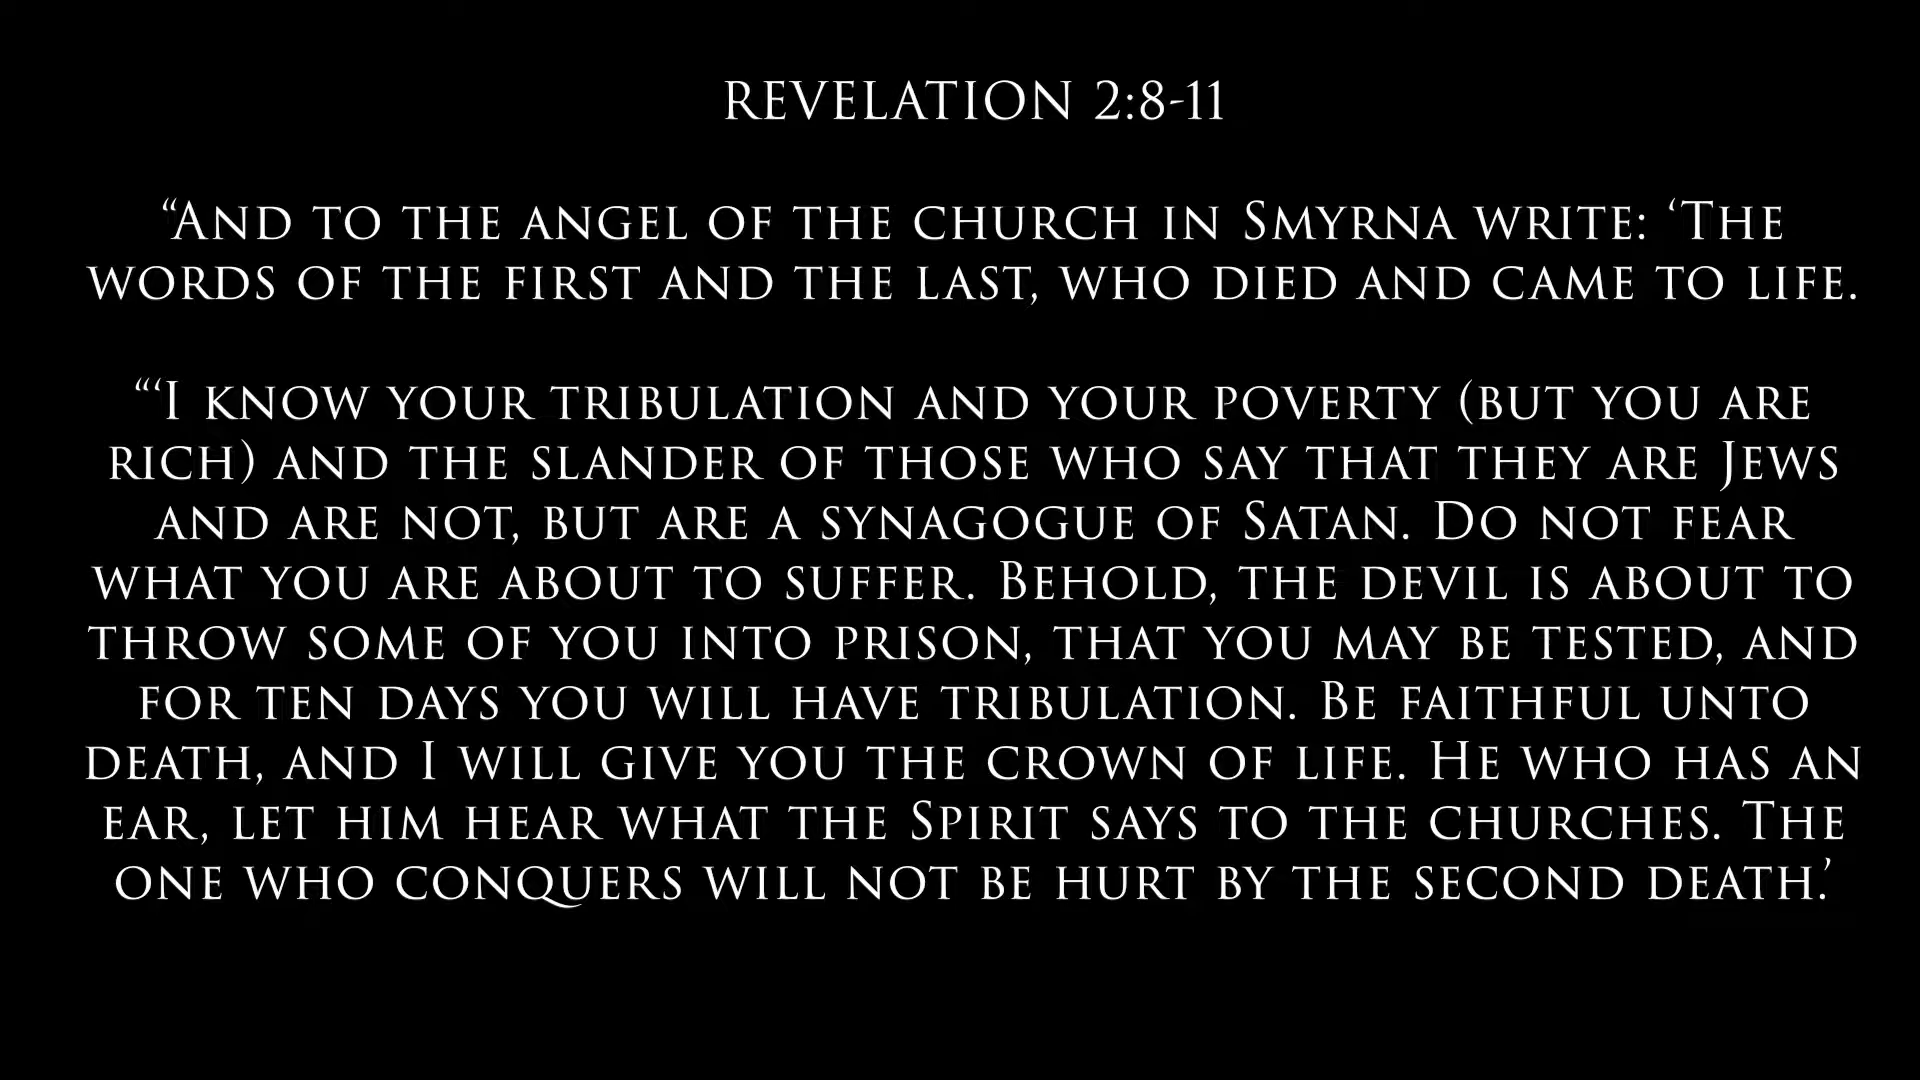 REVELATION 2:8-11
“And to the angel of the church in Smyrna write: ‘The
words of the first and the last, who died and came to life.
“‘I know your tribulation and your poverty (but you are
rich) and the slander of those who say that they are Jews
and are not, but are a synagogue of Satan. Do not fear
what you are about to suffer. Behold, the devil is about to
throw some of you into prison, that you may be tested, and
for ten days you will have tribulation. Be faithful unto
death, and I will give you the crown of life. He who has an
ear, let him hear what the Spirit says to the churches. The
one who conquers will not be hurt by the second death.’